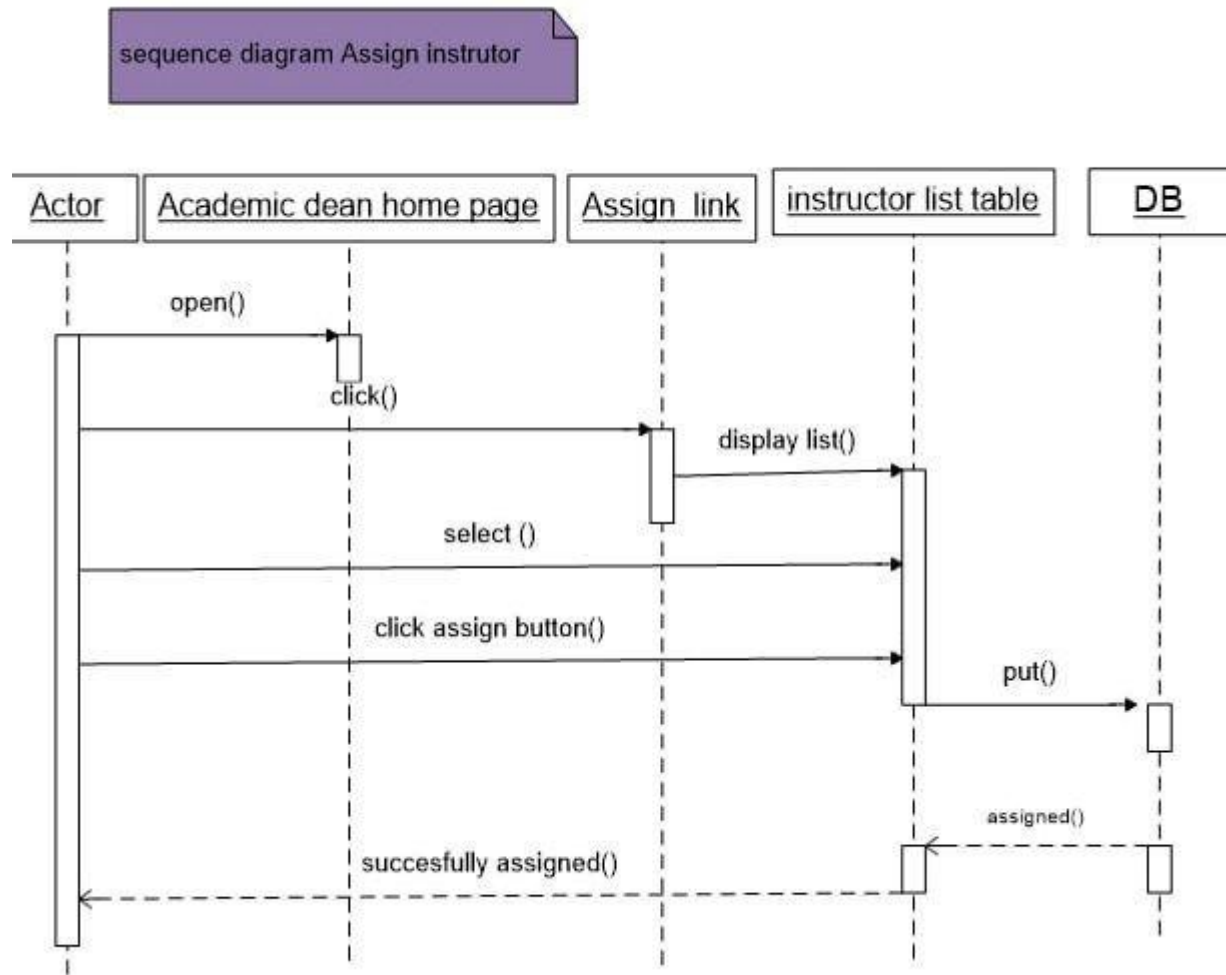 sequence diagram Assign instrutor
Actor
Academic dean home page
Assign link
instructor list table
DB
open()
click()
display list()
select ()
click assign button()
put()
assigned()
succesfully assigned()